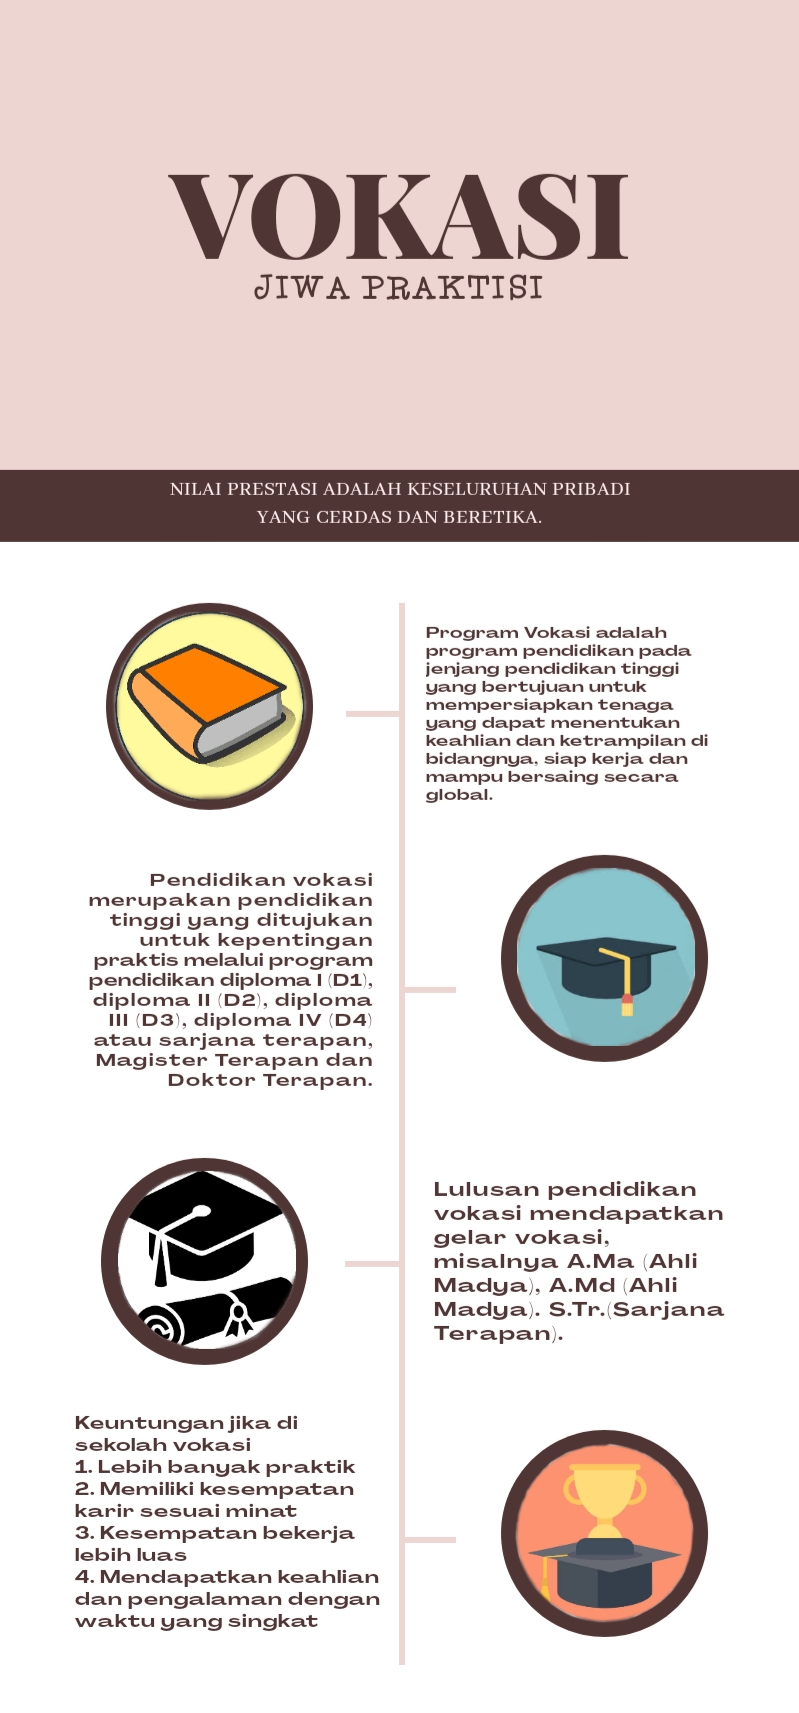 VOKASI
JIWA PRAKTISI
NILAI PRESTASI ADALAH KESELURUHAN PRIBADI
YANG CERDAS DAN BERETIKA.
Program Vokasi adalah
program pendidikan pada
jenjang pendidikan tinggi
yang bertujuan untuk
mempersiapkan tenaga
yang dapat menentukan
keahlian dan ketrampilan di
bidangnya, siap kerja dan
mampu bersaing secara
global.
Pendidikan vokasi
merupakan pendidikan
tinggi yang ditujukan
untuk kepentingan
praktis melalui program
pendidikan diploma I (D1),
diploma II (D2), diploma
III (D3), diploma IV (D4)
atau sarjana terapan,
Magister Terapan dan
Doktor Terapan.
Lulusan pendidikan
vokasi mendapatkan
gelar vokasi,
misalnya A.Ma (Ahli
Madya), A.Md (Ahli
Madya). S.Tr.(Sarjana
Terapan).
Keuntungan jika di
sekolah vokasi
1. Lebih banyak praktik
2. Memiliki kesempatan
karir sesuai minat
3. Kesempatan bekerja
lebih luas
4. Mendapatkan keahlian
dan pengalaman dengan
waktu yang singkat